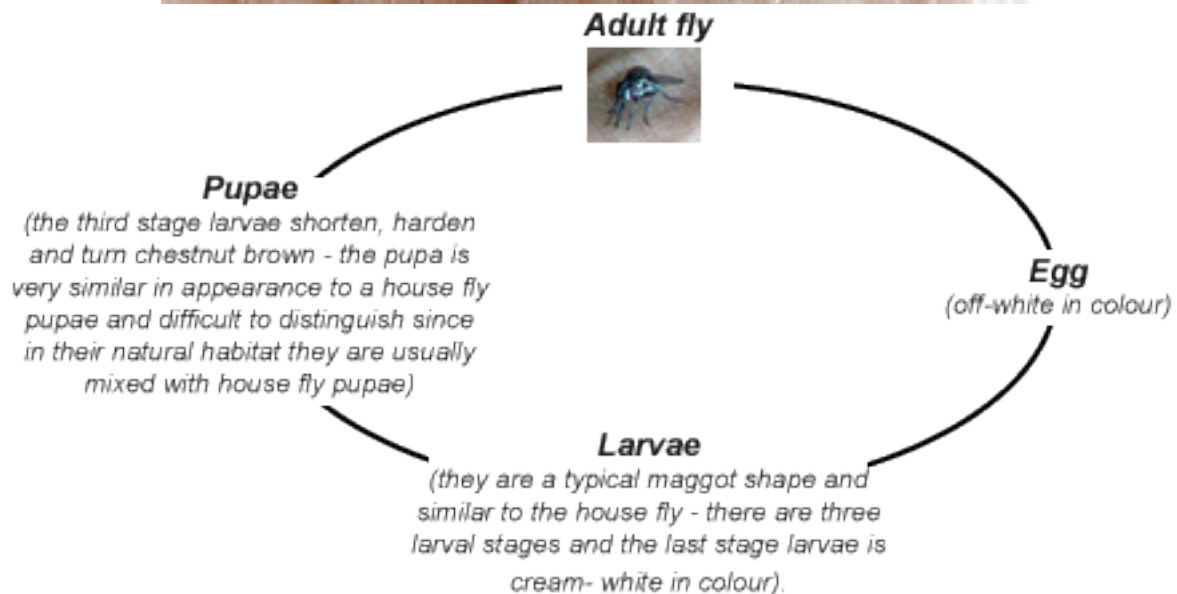 Adult fly
Pupae
(the third stage larvae shorten, harden
and turn chestnut brown - the pupa is
very similar in appearance to a house fly
pupae and difficult to distinguish since
in their natural habitat they are usually
mixed with house fly pupae)
Egg
(off-white in colour)
Larvae
(they are a typical maggot shape and
similar to the house fly - there are three
larval stages and the last stage larvae is
cream- white in colour).